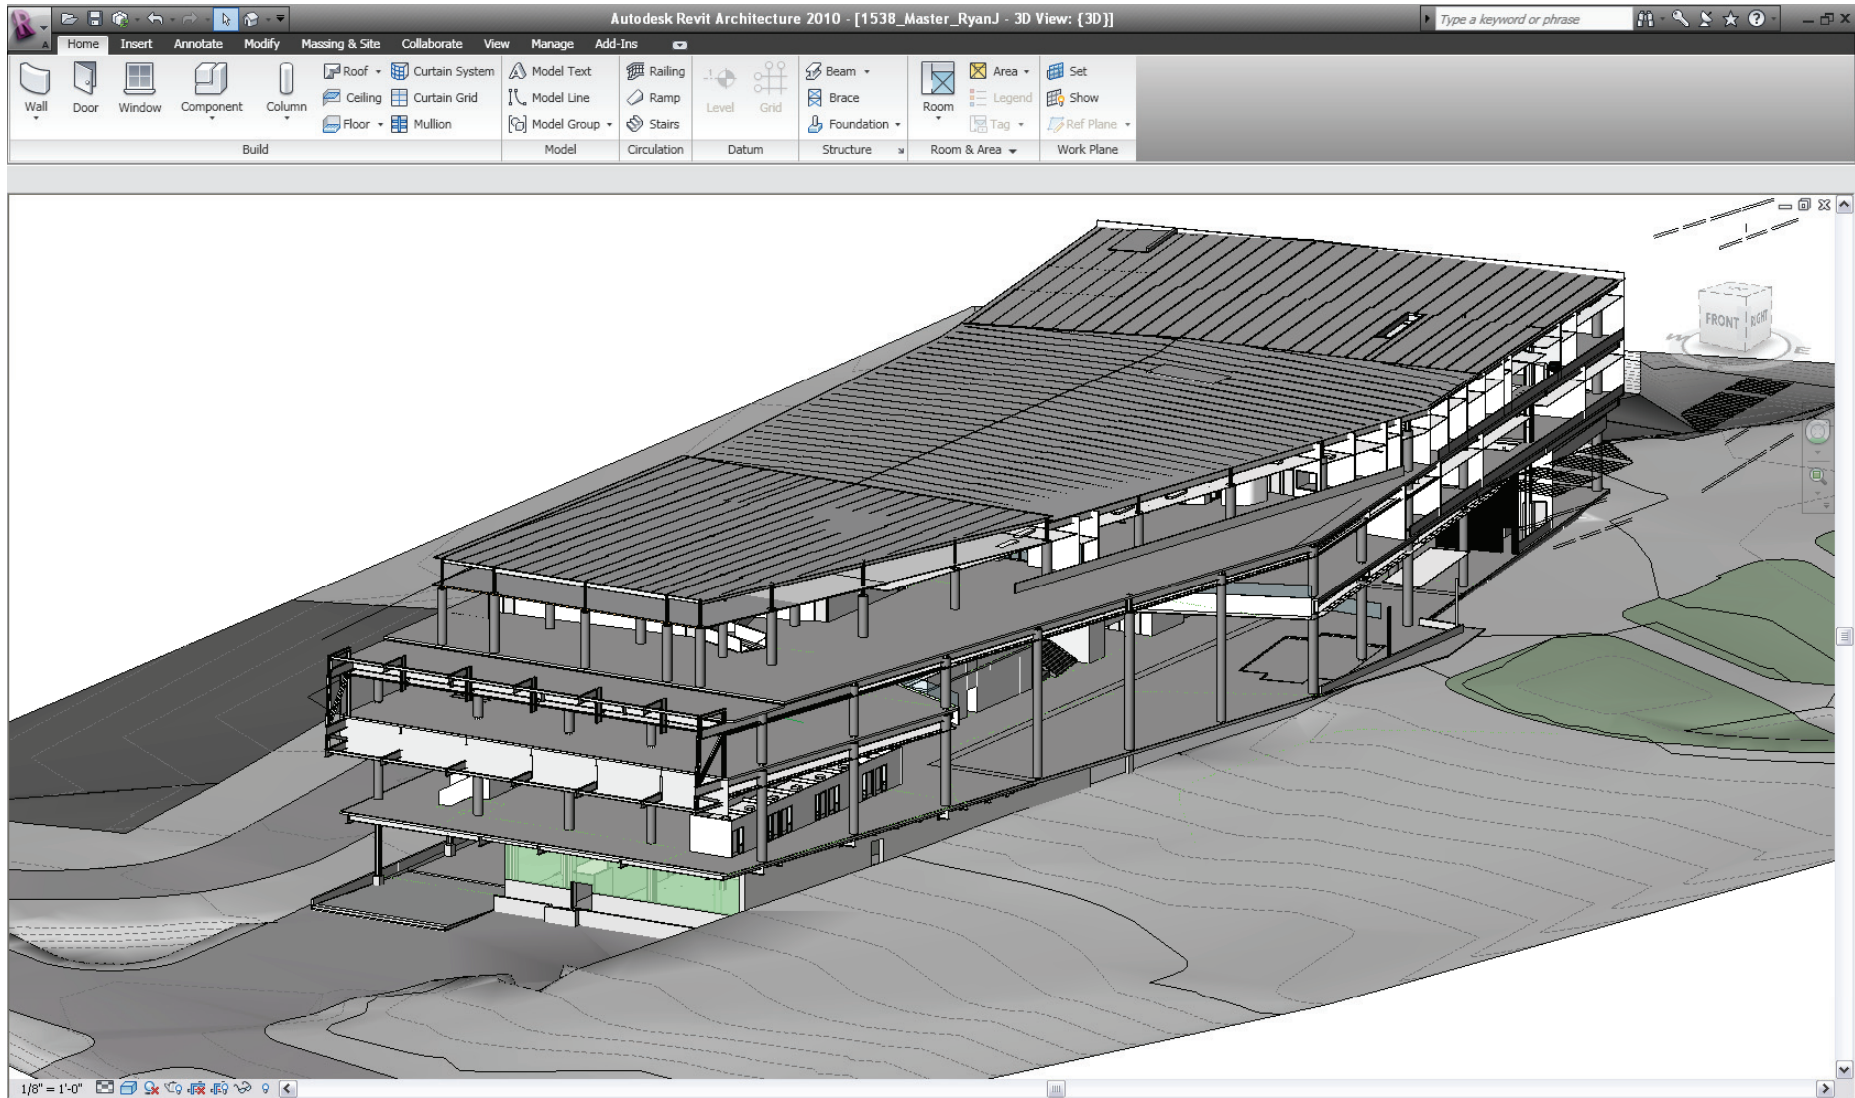 Autodesk Revit Architecture 2010 - [1538_Master_RyanJ - 3D View: {3D}]
Type a keyword or phrase
Home Insert Annotate Modify Massing & Site Collaborate View Manage Add-Ins
Wall Door Window Component Column
Roof Curtain System Model Text Railing Beam Area Set
Ceiling Curtain Grid Model Line Ramp Level Grid Brace Room Legend Show
Floor Mullion Model Group Stairs Foundation Tag Ref Plane
Build Model Circulation Datum Structure Room & Area Work Plane
FRONT RIGHT
W E
1/8" = 1'-0"